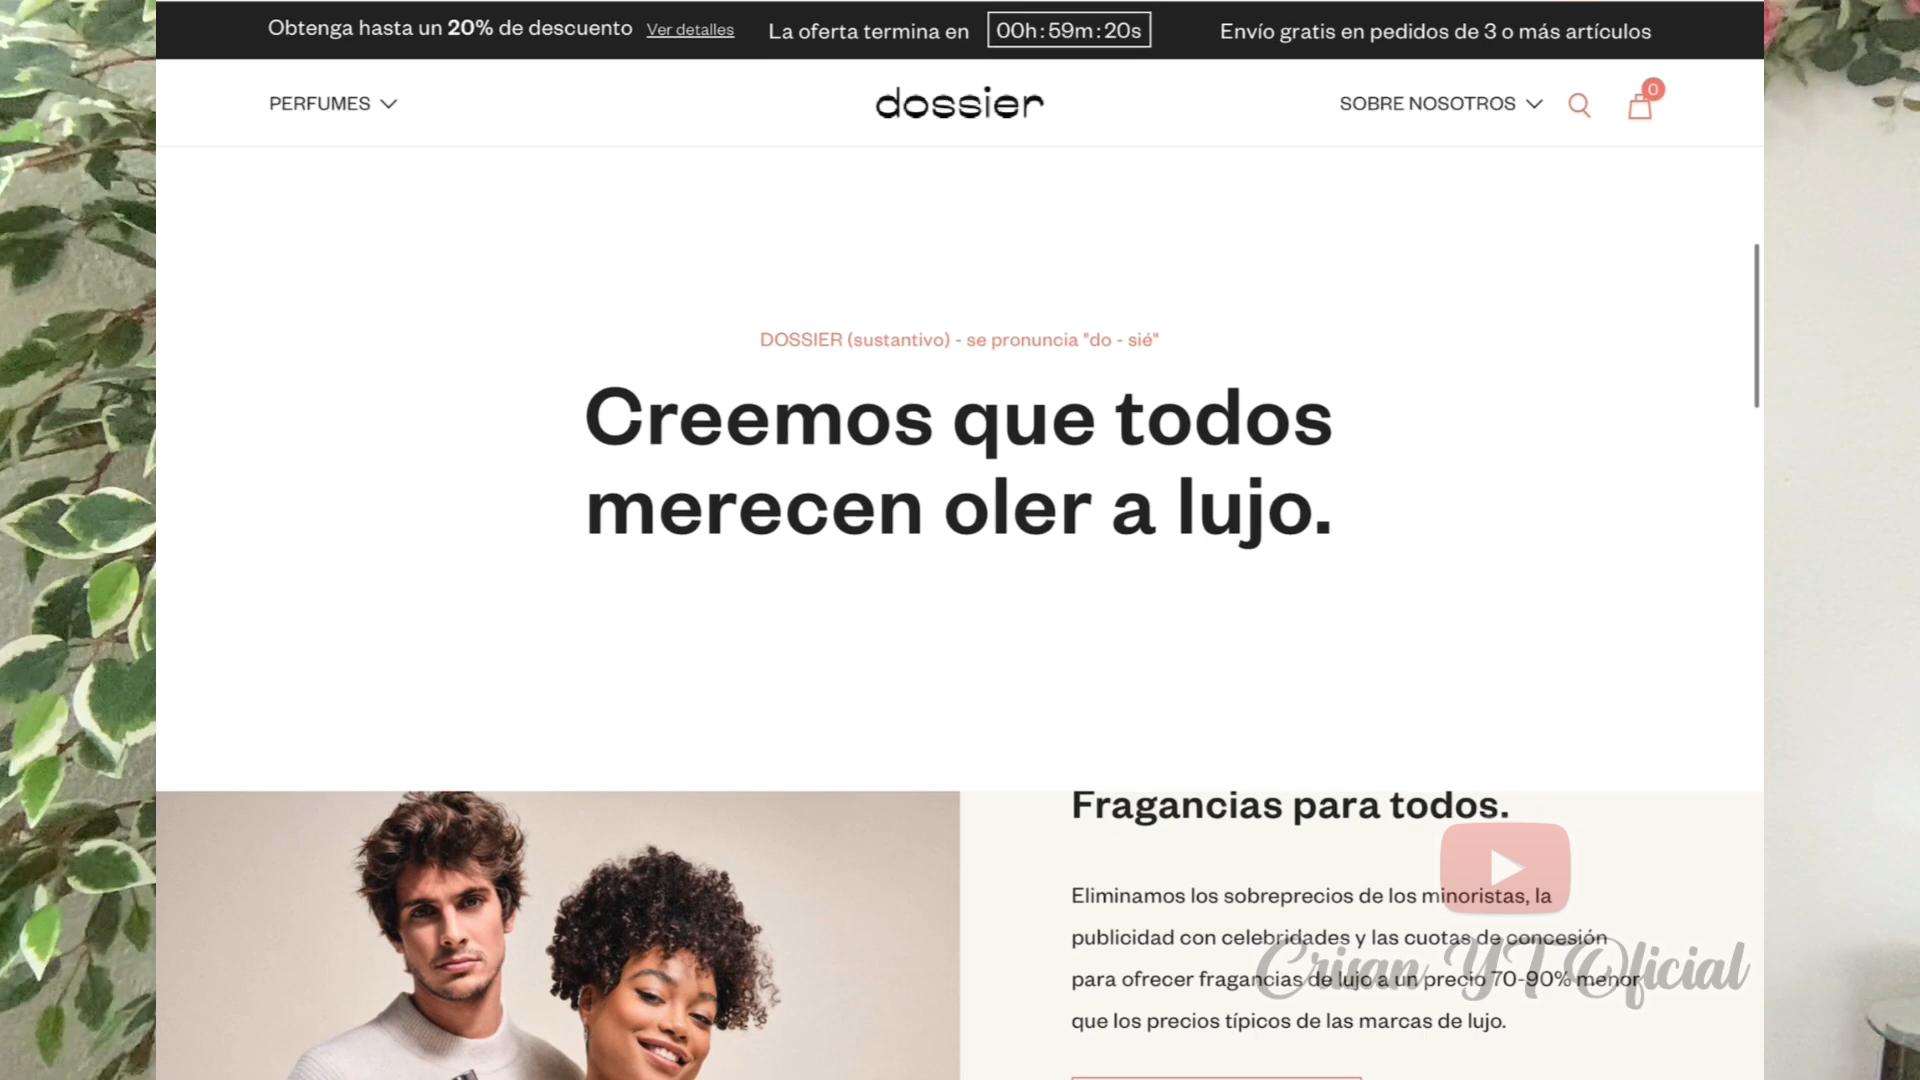 Obtenga hasta un 20% de descuento Ver detalles La oferta termina en 00h:59m:20s Envío gratis en pedidos de 3 o más artículos
PERFUMES dossier SOBRE NOSOTROS 0
DOSSIER (sustantivo) - se pronuncia "do - sié"
Creemos que todos
merecen oler a lujo.
Fragancias para todos.
Eliminamos los sobreprecios de los minoristas, la
publicidad con celebridades y las cuotas de concesión
para ofrecer fragancias de lujo a un precio 70-90% menor
que los precios típicos de las marcas de lujo.
Crisan YT Oficial